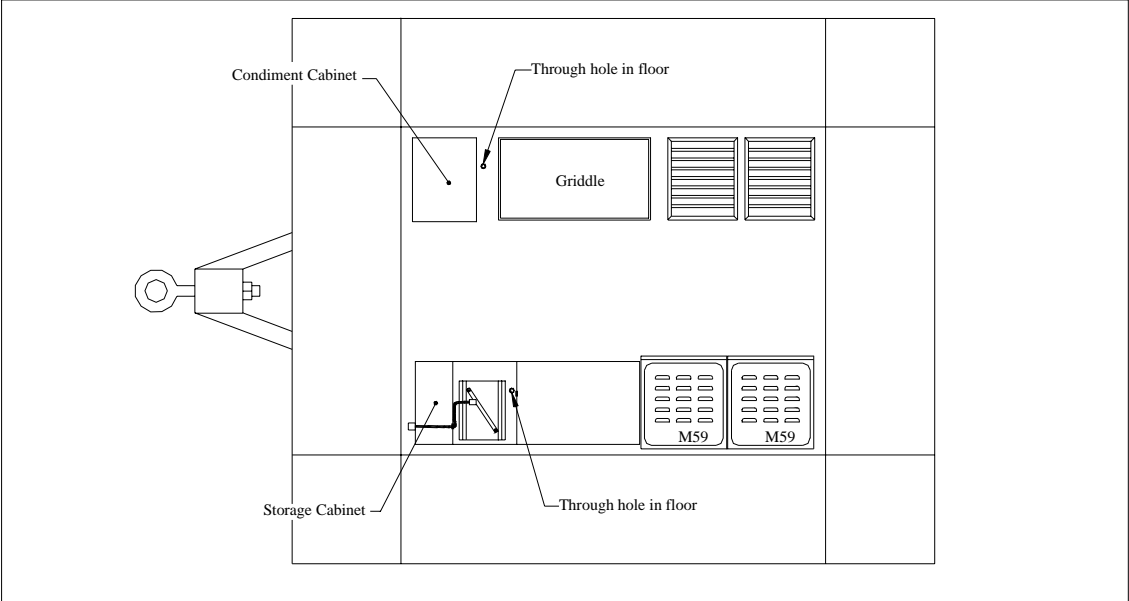 Through hole in floor
Condiment Cabinet
Griddle
M59 M59
Through hole in floor
Storage Cabinet